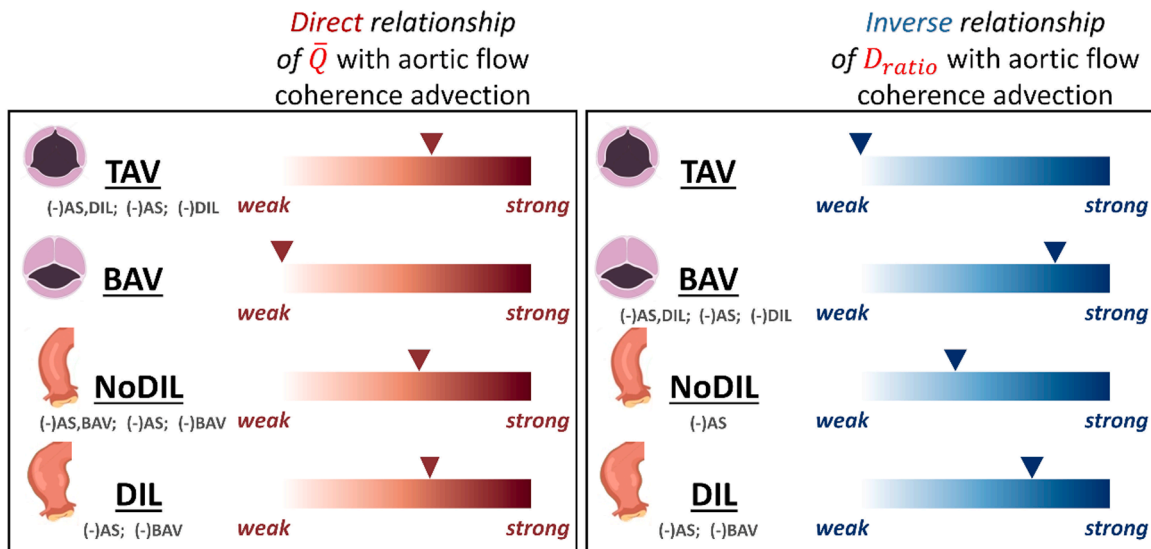 Direct relationship
of Q̄ with aortic flow
coherence advection
TAV
(-)AS,DIL; (-)AS; (-)DIL
weak strong
BAV
weak strong
NoDIL
(-)AS,BAV; (-)AS; (-)BAV
weak strong
DIL
(-)AS; (-)BAV
weak strong
Inverse relationship
of D_ratio with aortic flow
coherence advection
TAV
weak strong
BAV
(-)AS,DIL; (-)AS; (-)DIL
weak strong
NoDIL
(-)AS
weak strong
DIL
(-)AS; (-)BAV
weak strong